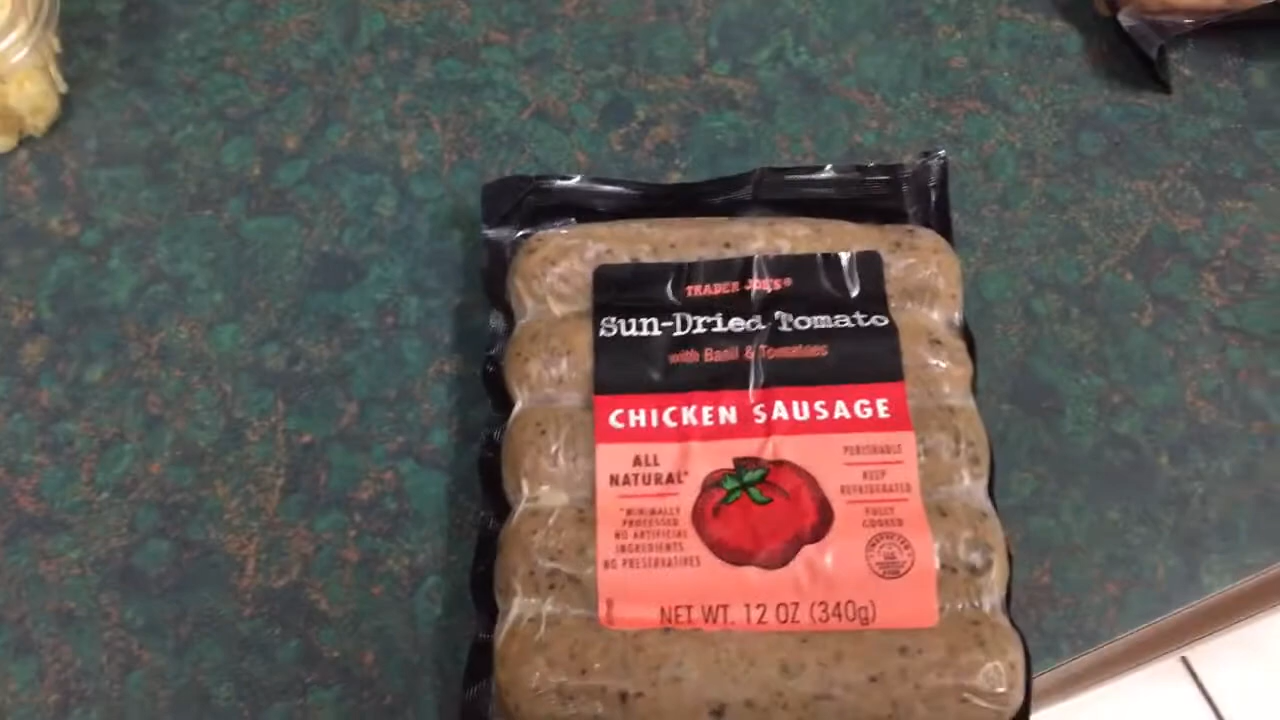 TRADER JOE'S®
Sun-Dried Tomato
with Basil & Tomatoes
CHICKEN SAUSAGE
ALL
NATURAL*
*MINIMALLY
PROCESSED
NO ARTIFICIAL
INGREDIENTS
NO PRESERVATIVES
PERISHABLE
KEEP
REFRIGERATED
FULLY
COOKED
NET WT. 12 OZ (340g)